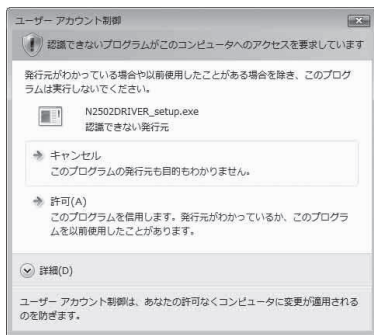 ユーザー アカウント制御
認識できないプログラムがこのコンピュータへのアクセスを要求しています
発行元がわかっている場合や以前使用したことがある場合を除き、このプログ
ラムは実行しないでください。
N2502DRIVER_setup.exe
認識できない発行元
キャンセル
このプログラムの発行元も目的もわかりません。
許可(A)
このプログラムを信用します。発行元がわかっているか、このプログラ
ムを以前使用したことがあります。
詳細(D)
ユーザー アカウント制御は、あなたの許可なくコンピュータに変更が適用される
のを防ぎます。